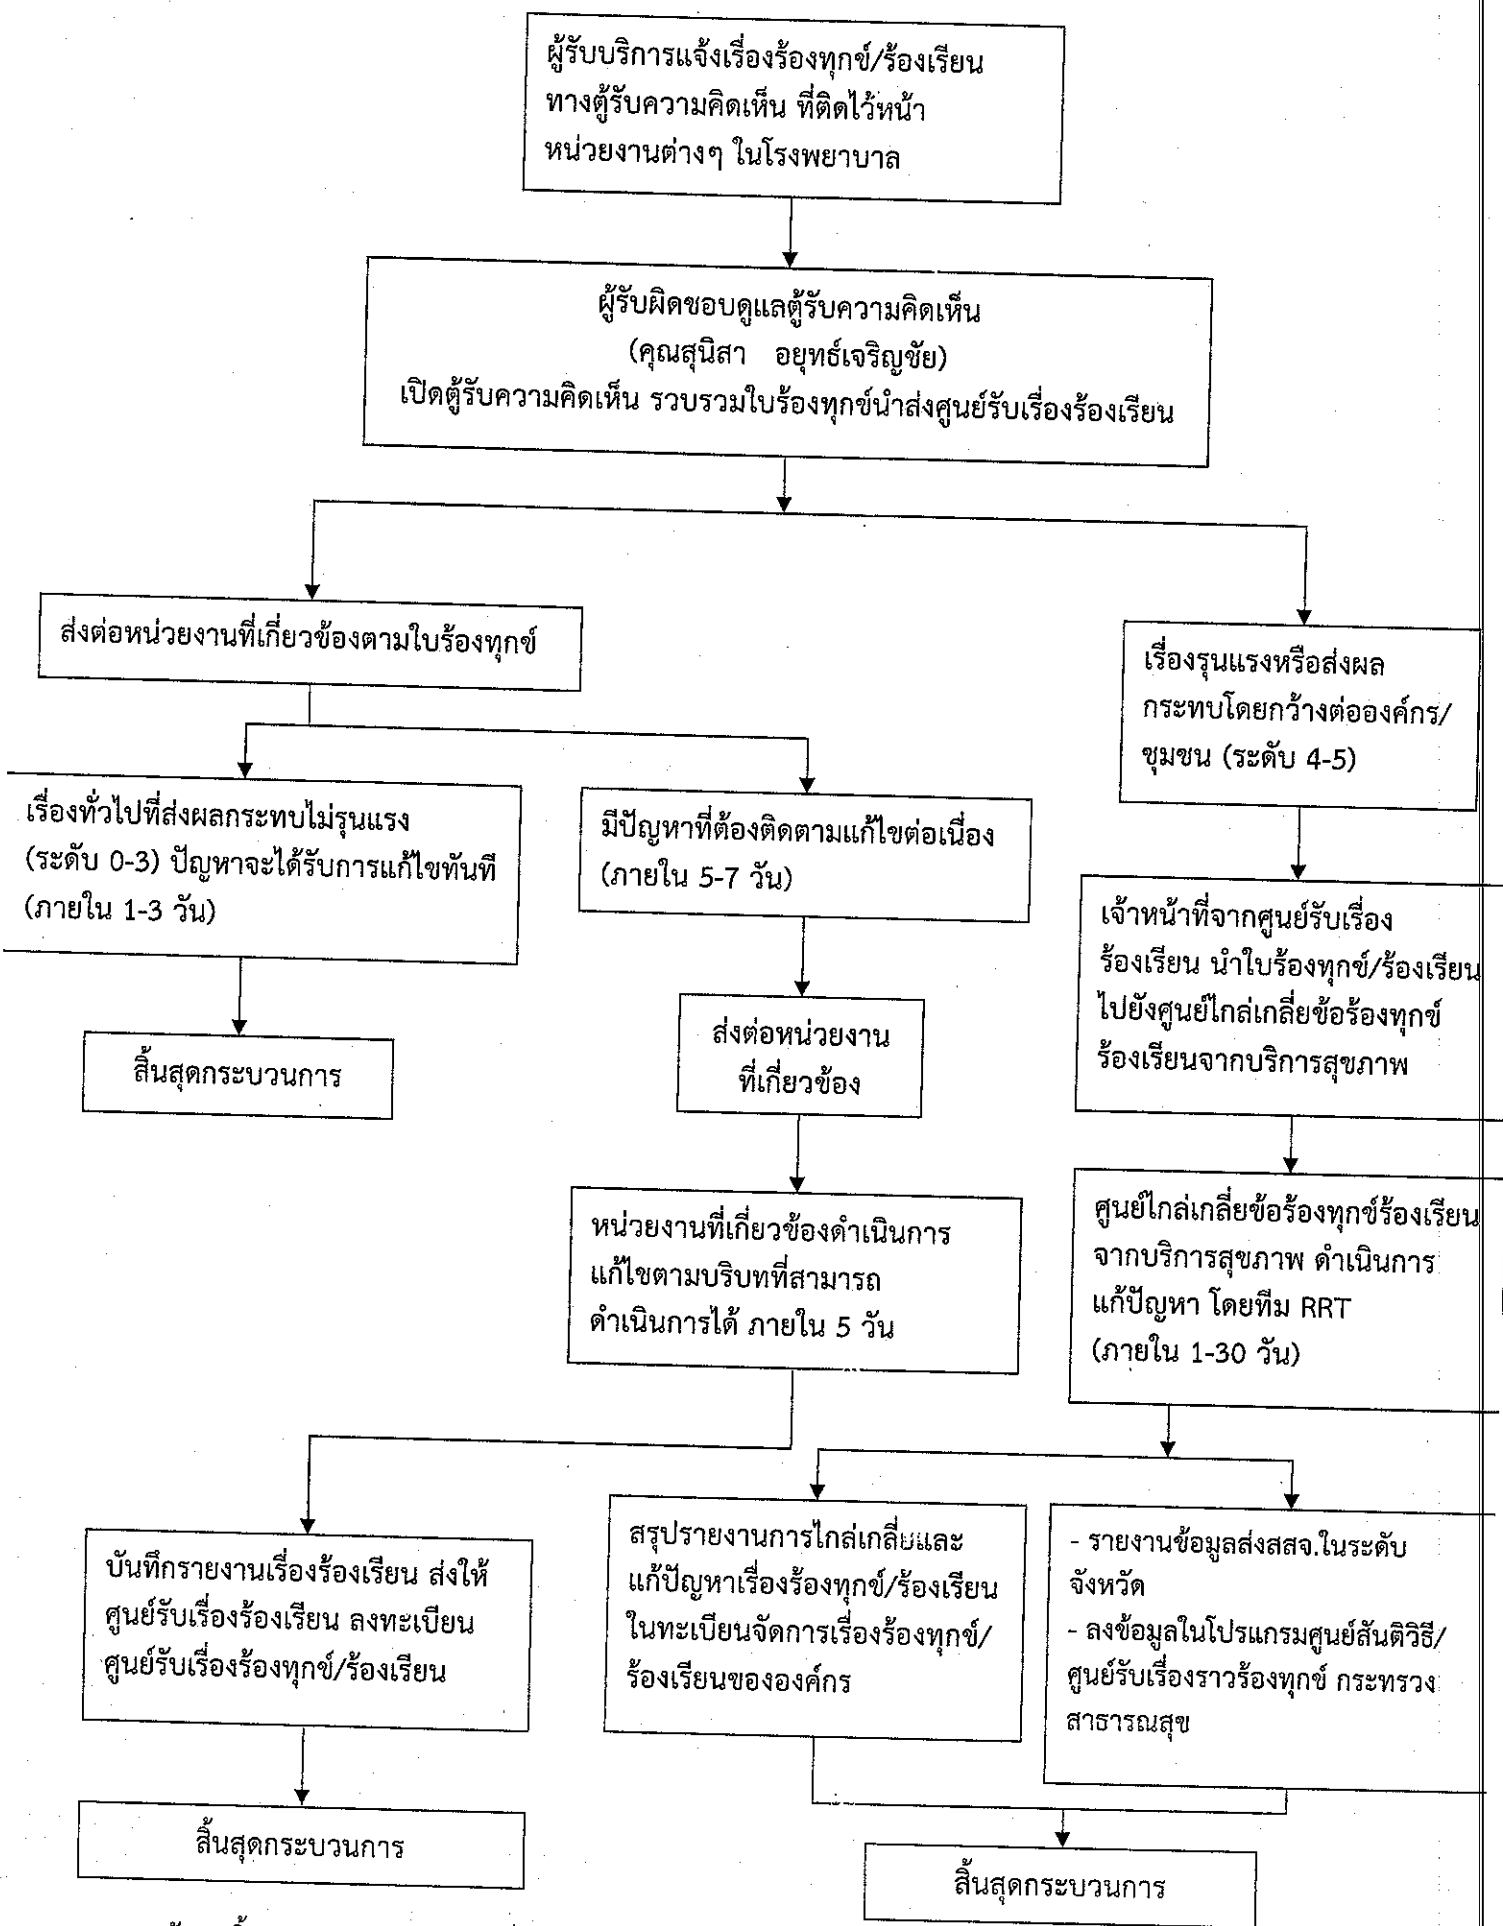 ผู้รับบริการแจ้งเรื่องร้องทุกข์/ร้องเรียน
ทางตู้รับความคิดเห็น ที่ติดไว้หน้า
หน่วยงานต่างๆ ในโรงพยาบาล
ผู้รับผิดชอบดูแลตู้รับความคิดเห็น
(คุณสุนิสา อยุทธ์เจริญชัย)
เปิดตู้รับความคิดเห็น รวบรวมใบร้องทุกข์นำส่งศูนย์รับเรื่องร้องเรียน
ส่งต่อหน่วยงานที่เกี่ยวข้องตามใบร้องทุกข์
เรื่องรุนแรงหรือส่งผล
กระทบโดยกว้างต่อองค์กร/
ชุมชน (ระดับ 4-5)
เรื่องทั่วไปที่ส่งผลกระทบไม่รุนแรง
(ระดับ 0-3) ปัญหาจะได้รับการแก้ไขทันที
(ภายใน 1-3 วัน)
มีปัญหาที่ต้องติดตามแก้ไขต่อเนื่อง
(ภายใน 5-7 วัน)
เจ้าหน้าที่จากศูนย์รับเรื่อง
ร้องเรียน นำใบร้องทุกข์/ร้องเรียน
ไปยังศูนย์ไกล่เกลี่ยข้อร้องทุกข์
ร้องเรียนจากบริการสุขภาพ
สิ้นสุดกระบวนการ
ส่งต่อหน่วยงาน
ที่เกี่ยวข้อง
หน่วยงานที่เกี่ยวข้องดำเนินการ
แก้ไขตามบริบทที่สามารถ
ดำเนินการได้ ภายใน 5 วัน
ศูนย์ไกล่เกลี่ยข้อร้องทุกข์ร้องเรียน
จากบริการสุขภาพ ดำเนินการ
แก้ปัญหา โดยทีม RRT
(ภายใน 1-30 วัน)
บันทึกรายงานเรื่องร้องเรียน ส่งให้
ศูนย์รับเรื่องร้องเรียน ลงทะเบียน
ศูนย์รับเรื่องร้องทุกข์/ร้องเรียน
สรุปรายงานการไกล่เกลี่ยและ
แก้ปัญหาเรื่องร้องทุกข์/ร้องเรียน
ในทะเบียนจัดการเรื่องร้องทุกข์/
ร้องเรียนขององค์กร
- รายงานข้อมูลส่งสสจ.ในระดับ
จังหวัด
- ลงข้อมูลในโปรแกรมศูนย์สันติวิธี/
ศูนย์รับเรื่องราวร้องทุกข์ กระทรวง
สาธารณสุข
สิ้นสุดกระบวนการ
สิ้นสุดกระบวนการ